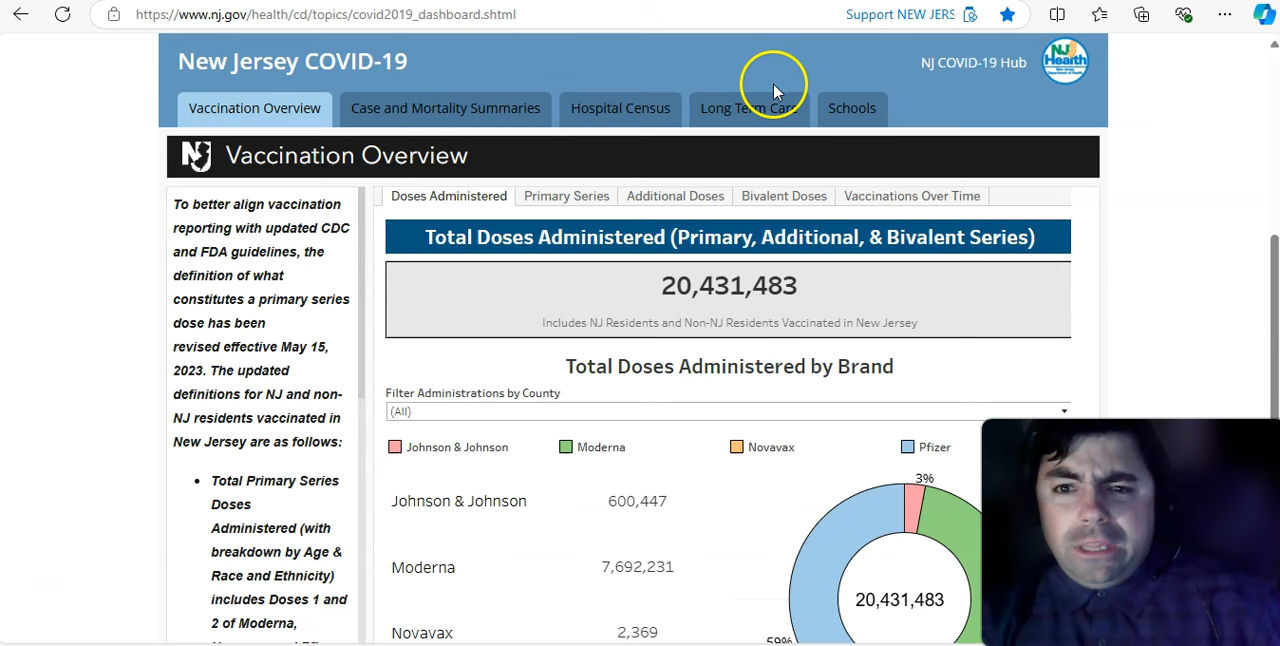 https://www.nj.gov/health/cd/topics/covid2019_dashboard.shtml
Support NEW JERS
New Jersey COVID-19
NJ COVID-19 Hub
NJ
Health
Vaccination Overview
Case and Mortality Summaries
Hospital Census
Long Term Care
Schools
Vaccination Overview
To better align vaccination
reporting with updated CDC
and FDA guidelines, the
definition of what
constitutes a primary series
dose has been
revised effective May 15,
2023. The updated
definitions for NJ and non-
NJ residents vaccinated in
New Jersey are as follows:
• Total Primary Series
Doses
Administered (with
breakdown by Age &
Race and Ethnicity)
includes Doses 1 and
2 of Moderna,
Doses Administered
Primary Series
Additional Doses
Bivalent Doses
Vaccinations Over Time
Total Doses Administered (Primary, Additional, & Bivalent Series)
20,431,483
Includes NJ Residents and Non-NJ Residents Vaccinated in New Jersey
Total Doses Administered by Brand
Filter Administrations by County
(All)
Johnson & Johnson
Moderna
Novavax
Pfizer
Johnson & Johnson 600,447
Moderna 7,692,231
Novavax 2,369
3%
20,431,483
59%